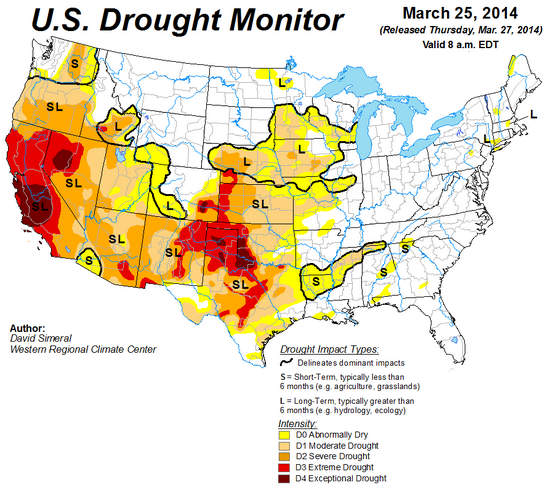 U.S. Drought Monitor
March 25, 2014
(Released Thursday, Mar. 27, 2014)
Valid 8 a.m. EDT
S
L
L
SL
L
L
L
L
L
SL
SL
L
SL
SL
SL
S
S
S
S
SL
Author:
David Simeral
Western Regional Climate Center
Drought Impact Types:
Delineates dominant impacts
S = Short-Term, typically less than
6 months (e.g. agriculture, grasslands)
L = Long-Term, typically greater than
6 months (e.g. hydrology, ecology)
Intensity:
D0 Abnormally Dry
D1 Moderate Drought
D2 Severe Drought
D3 Extreme Drought
D4 Exceptional Drought